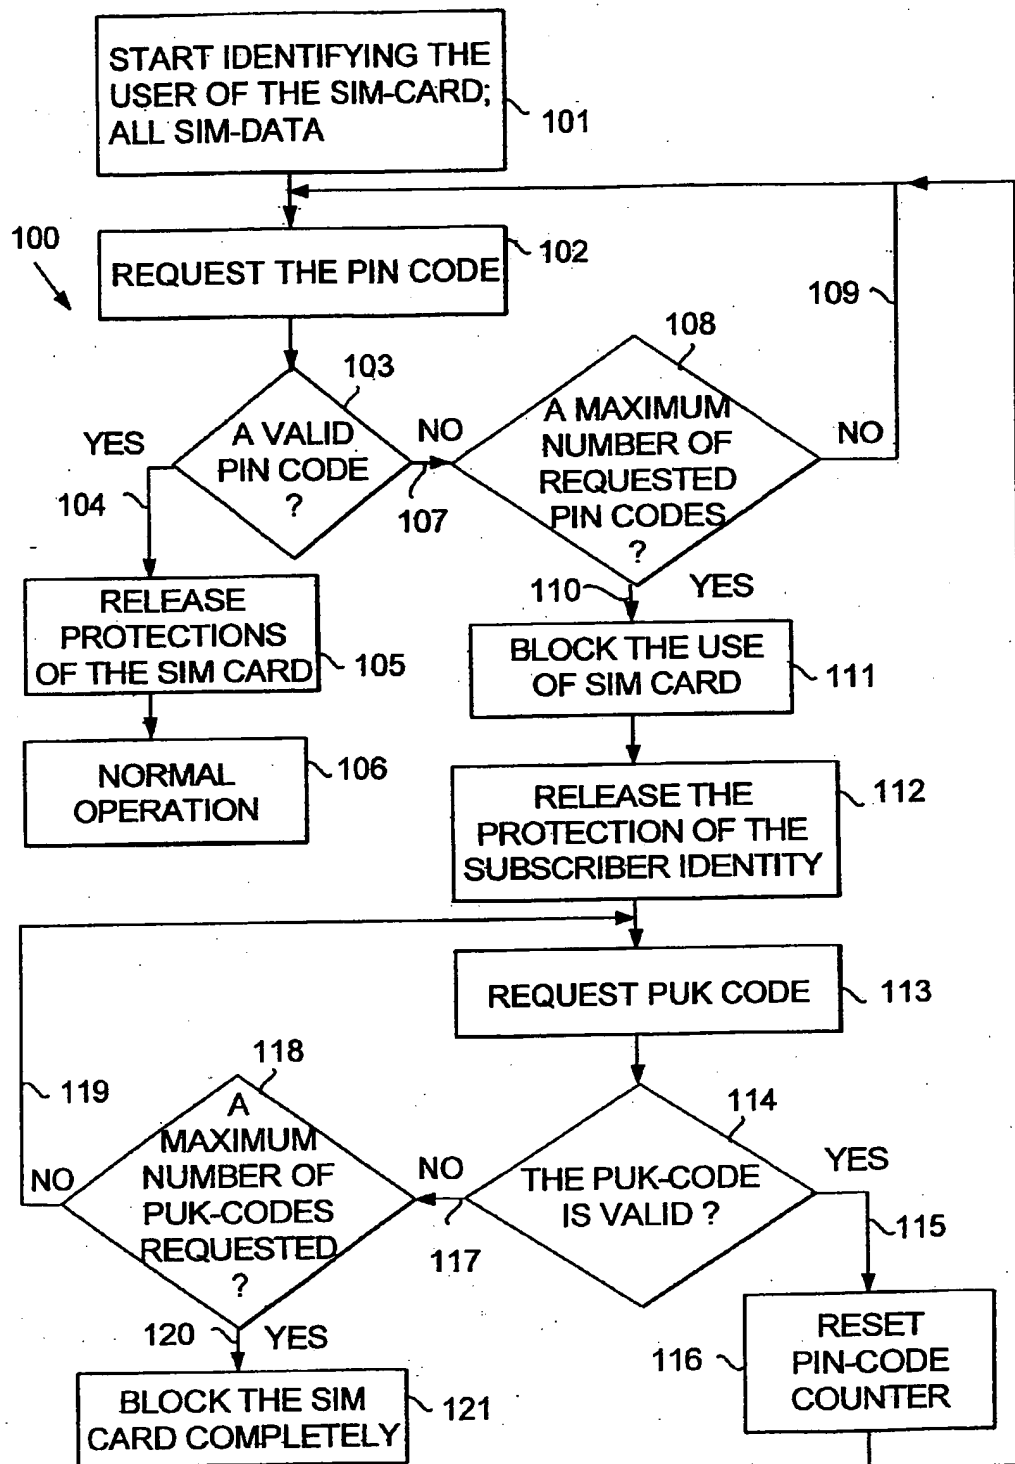 START IDENTIFYING THE
USER OF THE SIM-CARD;
ALL SIM-DATA
101
100
REQUEST THE PIN CODE
102
109
103
A VALID
PIN CODE
?
YES
104
NO
107
108
A MAXIMUM
NUMBER OF
REQUESTED
PIN CODES
?
NO
110
YES
RELEASE
PROTECTIONS
OF THE SIM CARD
105
BLOCK THE USE
OF SIM CARD
111
NORMAL
OPERATION
106
RELEASE THE
PROTECTION OF THE
SUBSCRIBER IDENTITY
112
REQUEST PUK CODE
113
119
118
A
MAXIMUM
NUMBER OF
PUK-CODES
REQUESTED
?
NO
NO
117
114
THE PUK-CODE
IS VALID ?
YES
115
120
YES
116
RESET
PIN-CODE
COUNTER
BLOCK THE SIM
CARD COMPLETELY
121